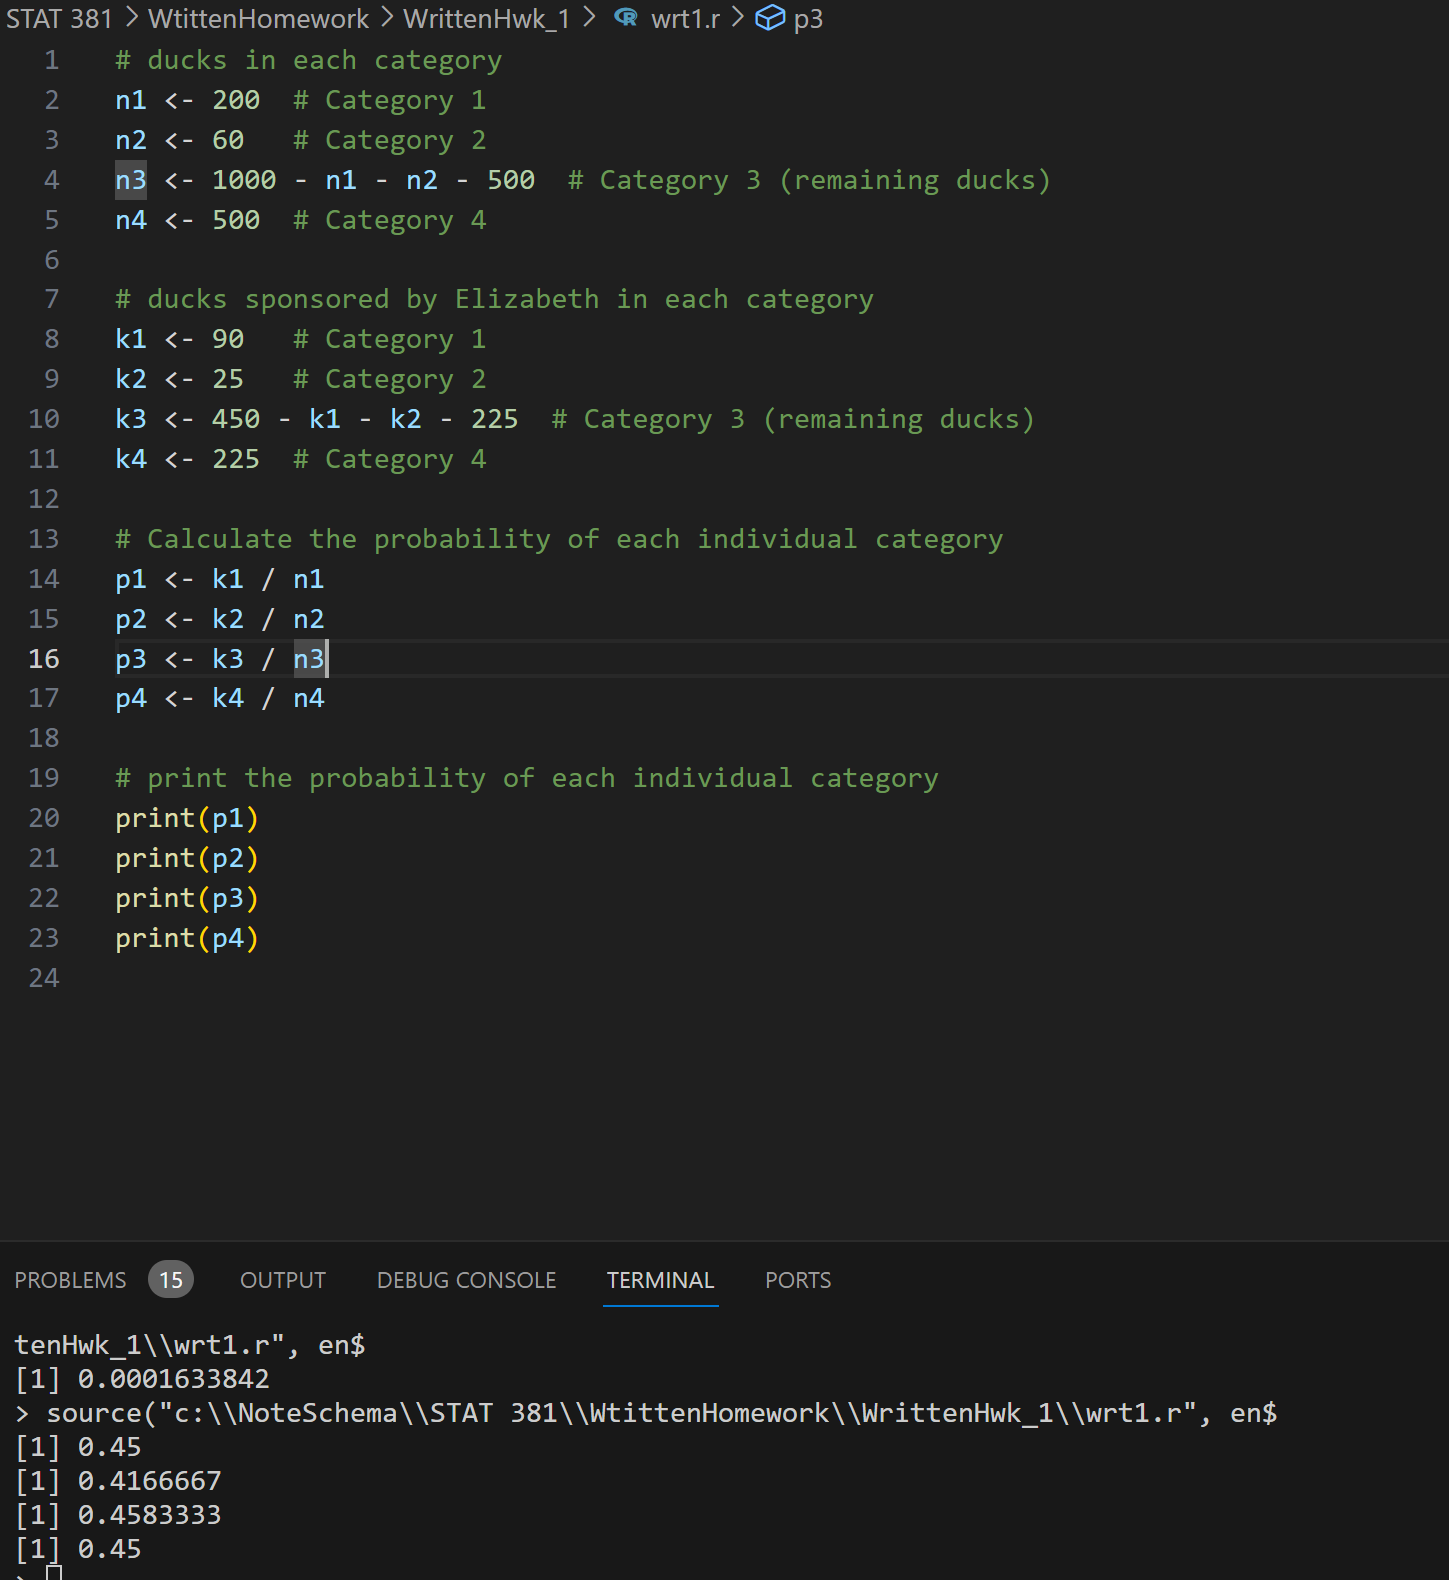 STAT 381 > WtittenHomework > WrittenHwk_1 > wrt1.r > p3
1 # ducks in each category
2 n1 <- 200  # Category 1
3 n2 <- 60   # Category 2
4 n3 <- 1000 - n1 - n2 - 500  # Category 3 (remaining ducks)
5 n4 <- 500  # Category 4
6
7 # ducks sponsored by Elizabeth in each category
8 k1 <- 90   # Category 1
9 k2 <- 25   # Category 2
10 k3 <- 450 - k1 - k2 - 225  # Category 3 (remaining ducks)
11 k4 <- 225  # Category 4
12
13 # Calculate the probability of each individual category
14 p1 <- k1 / n1
15 p2 <- k2 / n2
16 p3 <- k3 / n3
17 p4 <- k4 / n4
18
19 # print the probability of each individual category
20 print(p1)
21 print(p2)
22 print(p3)
23 print(p4)
24
PROBLEMS 15 OUTPUT DEBUG CONSOLE TERMINAL PORTS
tenHwk_1\\wrt1.r", en$
[1] 0.0001633842
> source("c:\\NoteSchema\\STAT 381\\WtittenHomework\\WrittenHwk_1\\wrt1.r", en$
[1] 0.45
[1] 0.4166667
[1] 0.4583333
[1] 0.45
>